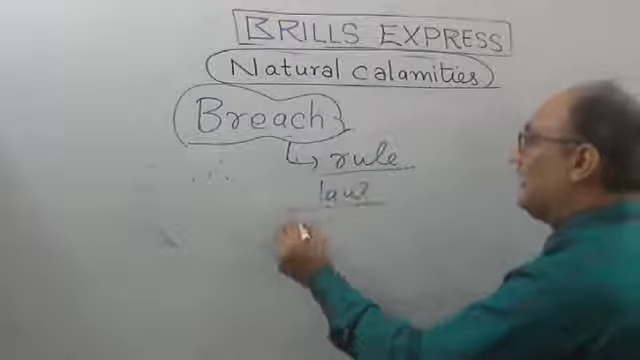 BRILLS EXPRESS
Natural calamities
Breach
rule
law